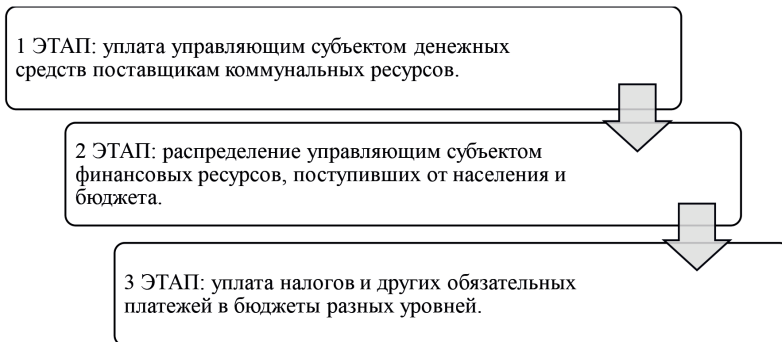 1 ЭТАП: уплата управляющим субъектом денежных
средств поставщикам коммунальных ресурсов.
2 ЭТАП: распределение управляющим субъектом
финансовых ресурсов, поступивших от населения и
бюджета.
3 ЭТАП: уплата налогов и других обязательных
платежей в бюджеты разных уровней.